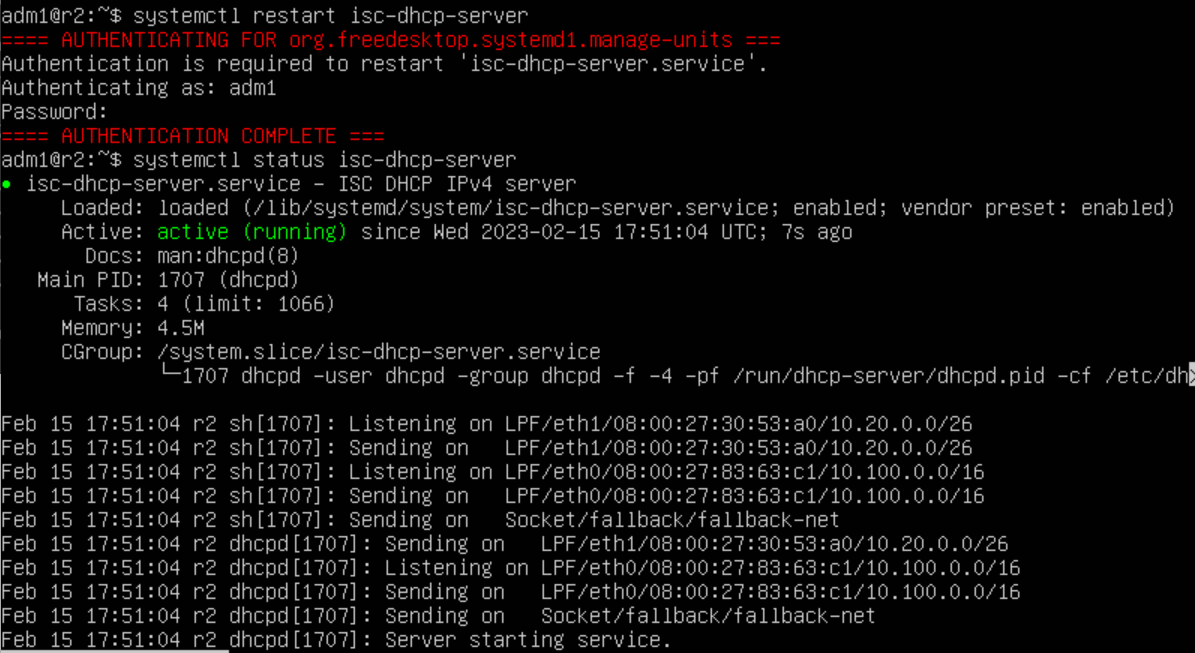 adm1@r2:~$ systemctl restart isc-dhcp-server
==== AUTHENTICATING FOR org.freedesktop.systemd1.manage-units ===
Authentication is required to restart 'isc-dhcp-server.service'.
Authenticating as: adm1
Password:
==== AUTHENTICATION COMPLETE ===
adm1@r2:~$ systemctl status isc-dhcp-server
● isc-dhcp-server.service - ISC DHCP IPv4 server
     Loaded: loaded (/lib/systemd/system/isc-dhcp-server.service; enabled; vendor preset: enabled)
     Active: active (running) since Wed 2023-02-15 17:51:04 UTC; 7s ago
       Docs: man:dhcpd(8)
   Main PID: 1707 (dhcpd)
      Tasks: 4 (limit: 1066)
     Memory: 4.5M
     CGroup: /system.slice/isc-dhcp-server.service
             └─1707 dhcpd -user dhcpd -group dhcpd -f -4 -pf /run/dhcp-server/dhcpd.pid -cf /etc/dh>
Feb 15 17:51:04 r2 sh[1707]: Listening on LPF/eth1/08:00:27:30:53:a0/10.20.0.0/26
Feb 15 17:51:04 r2 sh[1707]: Sending on   LPF/eth1/08:00:27:30:53:a0/10.20.0.0/26
Feb 15 17:51:04 r2 sh[1707]: Listening on LPF/eth0/08:00:27:83:63:c1/10.100.0.0/16
Feb 15 17:51:04 r2 sh[1707]: Sending on   LPF/eth0/08:00:27:83:63:c1/10.100.0.0/16
Feb 15 17:51:04 r2 sh[1707]: Sending on   Socket/fallback/fallback-net
Feb 15 17:51:04 r2 dhcpd[1707]: Sending on   LPF/eth1/08:00:27:30:53:a0/10.20.0.0/26
Feb 15 17:51:04 r2 dhcpd[1707]: Listening on LPF/eth0/08:00:27:83:63:c1/10.100.0.0/16
Feb 15 17:51:04 r2 dhcpd[1707]: Sending on   LPF/eth0/08:00:27:83:63:c1/10.100.0.0/16
Feb 15 17:51:04 r2 dhcpd[1707]: Sending on   Socket/fallback/fallback-net
Feb 15 17:51:04 r2 dhcpd[1707]: Server starting service.